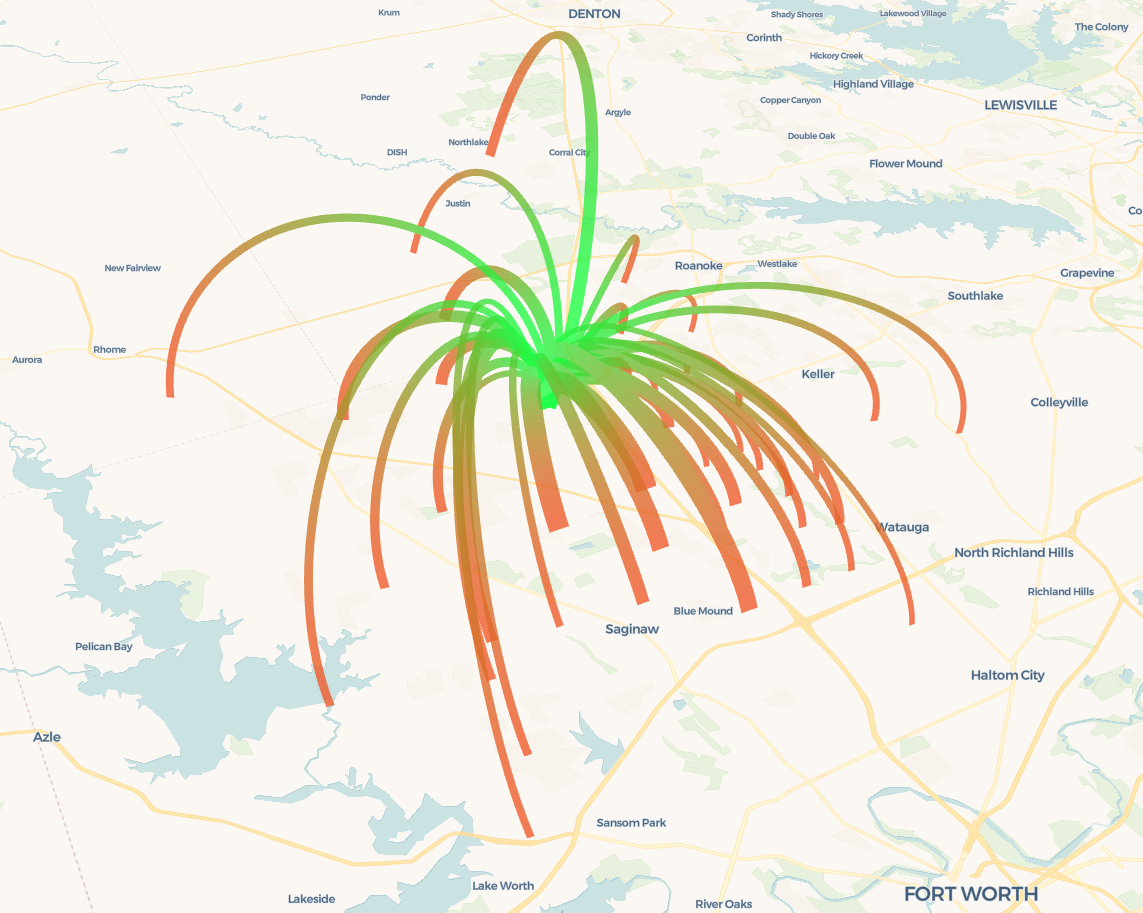 Krum
DENTON
Shady Shores
Lakewood Village
The Colony
Corinth
Hickory Creek
Highland Village
Ponder
Copper Canyon
LEWISVILLE
Argyle
Double Oak
Northlake
DISH
Corral City
Flower Mound
Justin
Co
New Fairview
Roanoke
Westlake
Grapevine
Southlake
Rhome
Aurora
Keller
Colleyville
Watauga
North Richland Hills
Richland Hills
Blue Mound
Saginaw
Pelican Bay
Haltom City
Azle
Sansom Park
Lake Worth
Lakeside
River Oaks
FORT WORTH